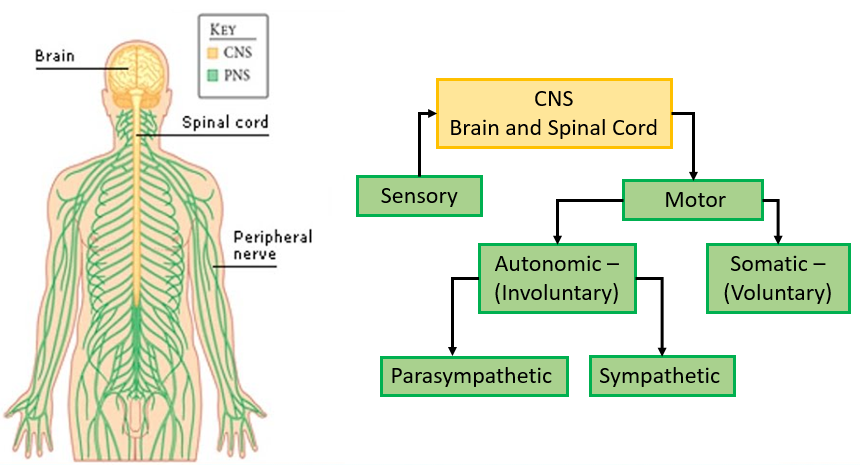 KEY
CNS
PNS
Brain
Spinal cord
Peripheral
nerve
CNS
Brain and Spinal Cord
Sensory
Motor
Autonomic –
(Involuntary)
Somatic –
(Voluntary)
Parasympathetic
Sympathetic